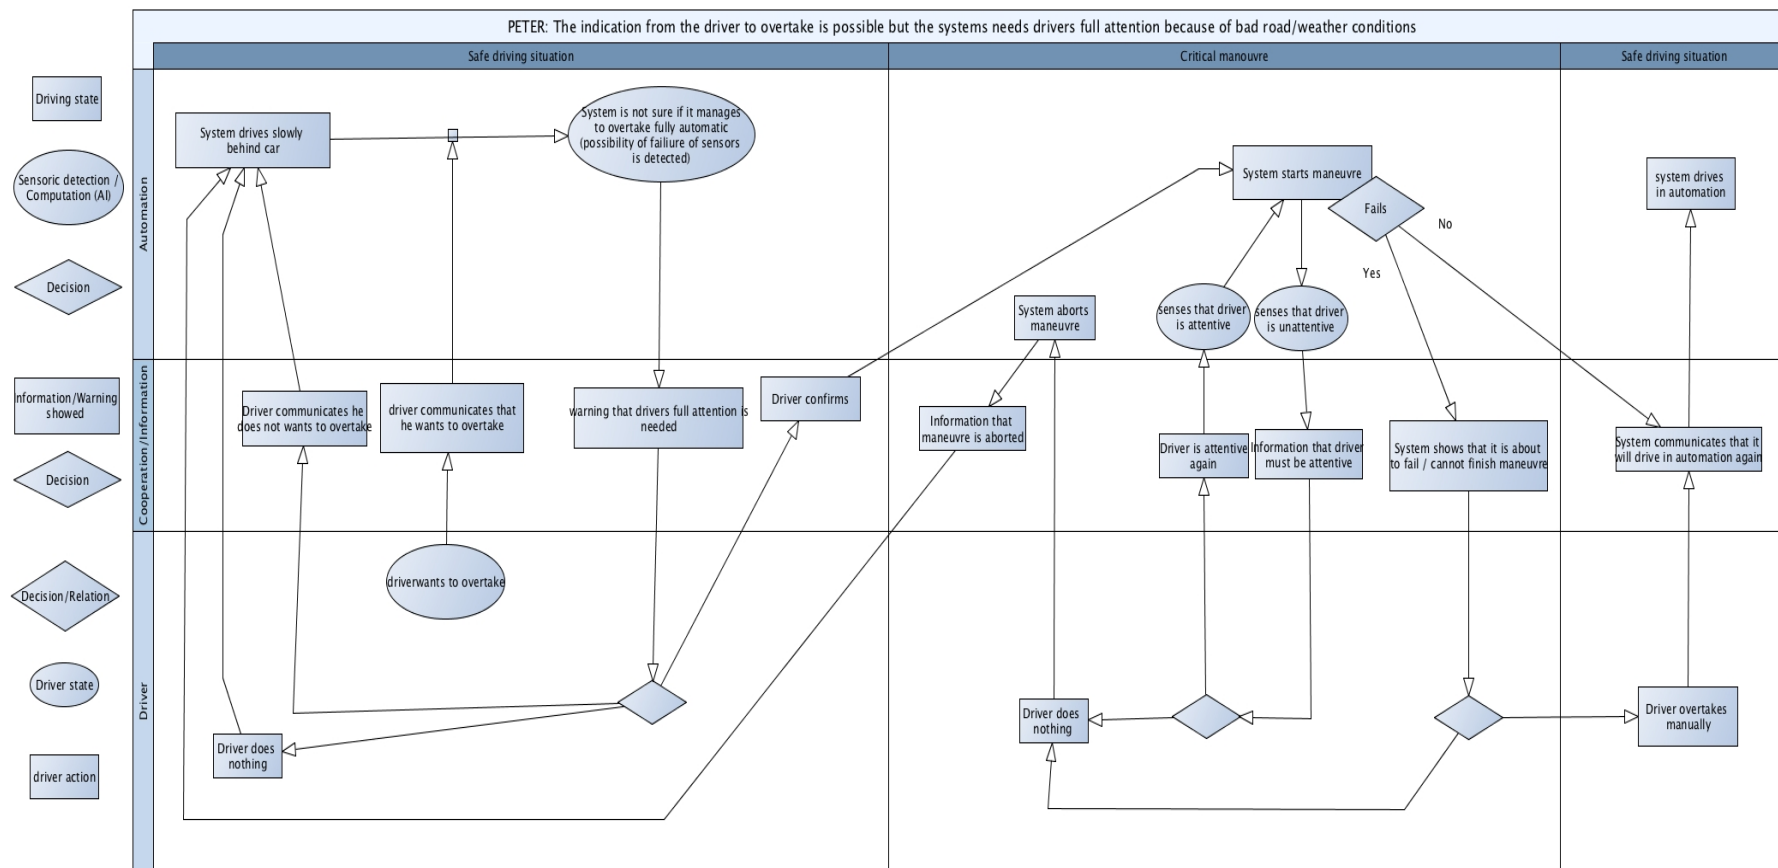 PETER: The indication from the driver to overtake is possible but the systems needs drivers full attention because of bad road/weather conditions
Safe driving situation
Critical manouvre
Safe driving situation
Driving state
Sensoric detection /
Computation (AI)
Decision
Information/Warning
showed
Decision
Decision/Relation
Driver state
driver action
Automation
Cooperation/Information
Driver
System drives slowly
behind car
System is not sure if it manages
to overtake fully automatic
(possibility of failiure of sensors
is detected)
System starts maneuvre
Fails
No
Yes
system drives
in automation
System aborts
maneuvre
senses that driver
is attentive
senses that driver
is unattentive
Driver communicates he
does not wants to overtake
driver communicates that
he wants to overtake
warning that drivers full attention is
needed
Driver confirms
Information that
maneuvre is aborted
Driver is attentive
again
Information that driver
must be attentive
System shows that it is about
to fail / cannot finish maneuvre
System communicates that it
will drive in automation again
driverwants to overtake
Driver does
nothing
Driver does
nothing
Driver overtakes
manually